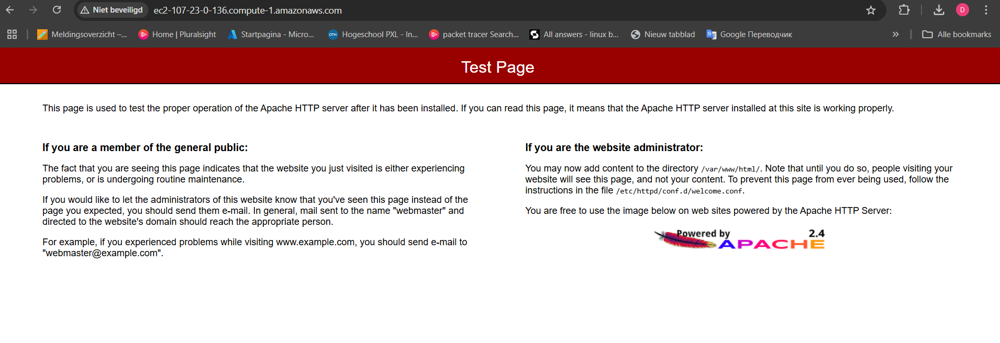 Niet beveiligd
ec2-107-23-0-136.compute-1.amazonaws.com
D
Meldingsoverzicht –...
Home | Pluralsight
Startpagina - Micro...
OTH
Hogeschool PXL - In...
packet tracer Search...
All answers - linux b...
Nieuw tabblad
Google Переводчик
»
Alle bookmarks
Test Page
This page is used to test the proper operation of the Apache HTTP server after it has been installed. If you can read this page, it means that the Apache HTTP server installed at this site is working properly.
If you are a member of the general public:
The fact that you are seeing this page indicates that the website you just visited is either experiencing
problems, or is undergoing routine maintenance.
If you would like to let the administrators of this website know that you've seen this page instead of the
page you expected, you should send them e-mail. In general, mail sent to the name "webmaster" and
directed to the website's domain should reach the appropriate person.
For example, if you experienced problems while visiting www.example.com, you should send e-mail to
"webmaster@example.com".
If you are the website administrator:
You may now add content to the directory /var/www/html/. Note that until you do so, people visiting your
website will see this page, and not your content. To prevent this page from ever being used, follow the
instructions in the file /etc/httpd/conf.d/welcome.conf.
You are free to use the image below on web sites powered by the Apache HTTP Server:
Powered by 2.4
APACHE